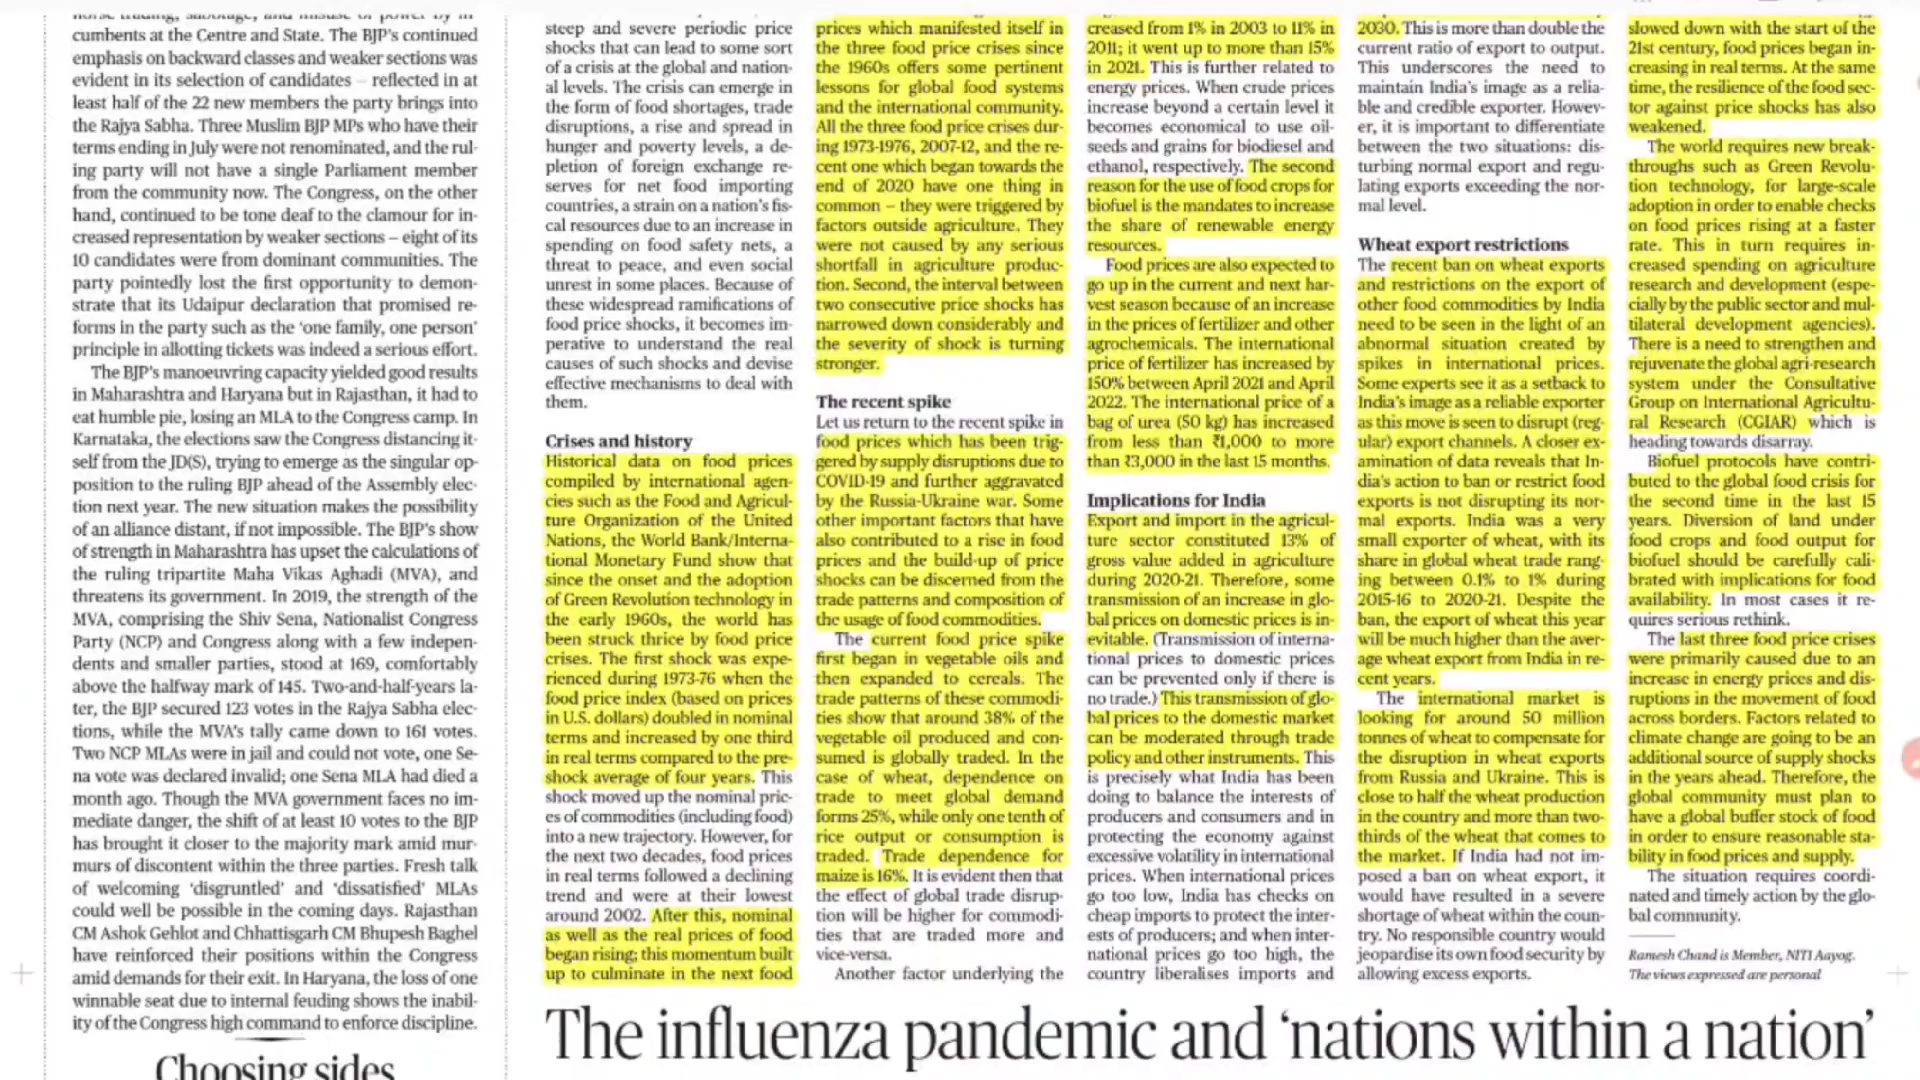 cumbents at the Centre and State. The BJP's continued
emphasis on backward classes and weaker sections was
evident in its selection of candidates – reflected in at
least half of the 22 new members the party brings into
the Rajya Sabha. Three Muslim BJP MPs who have their
terms ending in July were not renominated, and the rul-
ing party will not have a single Parliament member
from the community now. The Congress, on the other
hand, continued to be tone deaf to the clamour for in-
creased representation by weaker sections – eight of its
10 candidates were from dominant communities. The
party pointedly lost the first opportunity to demon-
strate that its Udaipur declaration that promised re-
forms in the party such as the 'one family, one person'
principle in allotting tickets was indeed a serious effort.
The BJP's manoeuvring capacity yielded good results
in Maharashtra and Haryana but in Rajasthan, it had to
eat humble pie, losing an MLA to the Congress camp. In
Karnataka, the elections saw the Congress distancing it-
self from the JD(S), trying to emerge as the singular op-
position to the ruling BJP ahead of the Assembly elec-
tion next year. The new situation makes the possibility
of an alliance distant, if not impossible. The BJP's show
of strength in Maharashtra has upset the calculations of
the ruling tripartite Maha Vikas Aghadi (MVA), and
threatens its government. In 2019, the strength of the
MVA, comprising the Shiv Sena, Nationalist Congress
Party (NCP) and Congress along with a few indepen-
dents and smaller parties, stood at 169, comfortably
above the halfway mark of 145. Two-and-half-years la-
ter, the BJP secured 123 votes in the Rajya Sabha elec-
tions, while the MVA's tally came down to 161 votes.
Two NCP MLAs were in jail and could not vote, one Se-
na vote was declared invalid; one Sena MLA had died a
month ago. Though the MVA government faces no im-
mediate danger, the shift of at least 10 votes to the BJP
has brought it closer to the majority mark amid mur-
murs of discontent within the three parties. Fresh talk
of welcoming 'disgruntled' and 'dissatisfied' MLAs
could well be possible in the coming days. Rajasthan
CM Ashok Gehlot and Chhattisgarh CM Bhupesh Baghel
have reinforced their positions within the Congress
amid demands for their exit. In Haryana, the loss of one
winnable seat due to internal feuding shows the inabil-
ity of the Congress high command to enforce discipline.
Choosing sides
steep and severe periodic price
shocks that can lead to some sort
of a crisis at the global and nation-
al levels. The crisis can emerge in
the form of food shortages, trade
disruptions, a rise and spread in
hunger and poverty levels, a de-
pletion of foreign exchange re-
serves for net food importing
countries, a strain on a nation's fis-
cal resources due to an increase in
spending on food safety nets, a
threat to peace, and even social
unrest in some places. Because of
these widespread ramifications of
food price shocks, it becomes im-
perative to understand the real
causes of such shocks and devise
effective mechanisms to deal with
them.
Crises and history
Historical data on food prices
compiled by international agen-
cies such as the Food and Agricul-
ture Organization of the United
Nations, the World Bank/Interna-
tional Monetary Fund show that
since the onset and the adoption
of Green Revolution technology in
the early 1960s, the world has
been struck thrice by food price
crises. The first shock was expe-
rienced during 1973-76 when the
food price index (based on prices
in U.S. dollars) doubled in nominal
terms and increased by one third
in real terms compared to the pre-
shock average of four years. This
shock moved up the nominal pric-
es of commodities (including food)
into a new trajectory. However, for
the next two decades, food prices
in real terms followed a declining
trend and were at their lowest
around 2002. After this, nominal
as well as the real prices of food
began rising; this momentum built
up to culminate in the next food
prices which manifested itself in
the three food price crises since
the 1960s offers some pertinent
lessons for global food systems
and the international community.
All the three food price crises dur-
ing 1973-1976, 2007-12, and the re-
cent one which began towards the
end of 2020 have one thing in
common – they were triggered by
factors outside agriculture. They
were not caused by any serious
shortfall in agriculture produc-
tion. Second, the interval between
two consecutive price shocks has
narrowed down considerably and
the severity of shock is turning
stronger.
The recent spike
Let us return to the recent spike in
food prices which has been trig-
gered by supply disruptions due to
COVID-19 and further aggravated
by the Russia-Ukraine war. Some
other important factors that have
also contributed to a rise in food
prices and the build-up of price
shocks can be discerned from the
trade patterns and composition of
the usage of food commodities.
The current food price spike
first began in vegetable oils and
then expanded to cereals. The
trade patterns of these commodi-
ties show that around 38% of the
vegetable oil produced and con-
sumed is globally traded. In the
case of wheat, dependence on
trade to meet global demand
forms 25%, while only one tenth of
rice output or consumption is
traded. Trade dependence for
maize is 16%. It is evident then that
the effect of global trade disrup-
tion will be higher for commodi-
ties that are traded more and
vice-versa.
Another factor underlying the
creased from 1% in 2003 to 11% in
2011; it went up to more than 15%
in 2021. This is further related to
energy prices. When crude prices
increase beyond a certain level it
becomes economical to use oil-
seeds and grains for biodiesel and
ethanol, respectively. The second
reason for the use of food crops for
biofuel is the mandates to increase
the share of renewable energy
resources.
Food prices are also expected to
go up in the current and next har-
vest season because of an increase
in the prices of fertilizer and other
agrochemicals. The international
price of fertilizer has increased by
150% between April 2021 and April
2022. The international price of a
bag of urea (50 kg) has increased
from less than ₹1,000 to more
than ₹3,000 in the last 15 months.
Implications for India
Export and import in the agricul-
ture sector constituted 13% of
gross value added in agriculture
during 2020-21. Therefore, some
transmission of an increase in glo-
bal prices on domestic prices is in-
evitable. (Transmission of interna-
tional prices to domestic prices
can be prevented only if there is
no trade.) This transmission of glo-
bal prices to the domestic market
can be moderated through trade
policy and other instruments. This
is precisely what India has been
doing to balance the interests of
producers and consumers and in
protecting the economy against
excessive volatility in international
prices. When international prices
go too low, India has checks on
cheap imports to protect the inter-
ests of producers; and when inter-
national prices go too high, the
country liberalises imports and
2030. This is more than double the
current ratio of export to output.
This underscores the need to
maintain India's image as a relia-
ble and credible exporter. Howev-
er, it is important to differentiate
between the two situations: dis-
turbing normal export and regu-
lating exports exceeding the nor-
mal level.
Wheat export restrictions
The recent ban on wheat exports
and restrictions on the export of
other food commodities by India
need to be seen in the light of an
abnormal situation created by
spikes in international prices.
Some experts see it as a setback to
India's image as a reliable exporter
as this move is seen to disrupt (reg-
ular) export channels. A closer ex-
amination of data reveals that In-
dia's action to ban or restrict food
exports is not disrupting its nor-
mal exports. India was a very
small exporter of wheat, with its
share in global wheat trade rang-
ing between 0.1% to 1% during
2015-16 to 2020-21. Despite the
ban, the export of wheat this year
will be much higher than the aver-
age wheat export from India in re-
cent years.
The international market is
looking for around 50 million
tonnes of wheat to compensate for
the disruption in wheat exports
from Russia and Ukraine. This is
close to half the wheat production
in the country and more than two-
thirds of the wheat that comes to
the market. If India had not im-
posed a ban on wheat export, it
would have resulted in a severe
shortage of wheat within the coun-
try. No responsible country would
jeopardise its own food security by
allowing excess exports.
slowed down with the start of the
21st century, food prices began in-
creasing in real terms. At the same
time, the resilience of the food sec-
tor against price shocks has also
weakened.
The world requires new break-
throughs such as Green Revolu-
tion technology, for large-scale
adoption in order to enable checks
on food prices rising at a faster
rate. This in turn requires in-
creased spending on agriculture
research and development (espe-
cially by the public sector and mul-
tilateral development agencies).
There is a need to strengthen and
rejuvenate the global agri-research
system under the Consultative
Group on International Agricultu-
ral Research (CGIAR) which is
heading towards disarray.
Biofuel protocols have contri-
buted to the global food crisis for
the second time in the last 15
years. Diversion of land under
food crops and food output for
biofuel should be carefully cali-
brated with implications for food
availability. In most cases it re-
quires serious rethink.
The last three food price crises
were primarily caused due to an
increase in energy prices and dis-
ruptions in the movement of food
across borders. Factors related to
climate change are going to be an
additional source of supply shocks
in the years ahead. Therefore, the
global community must plan to
have a global buffer stock of food
in order to ensure reasonable sta-
bility in food prices and supply.
The situation requires coordi-
nated and timely action by the glo-
bal community.
Ramesh Chand is Member, NITI Aayog.
The views expressed are personal
The influenza pandemic and 'nations within a nation'